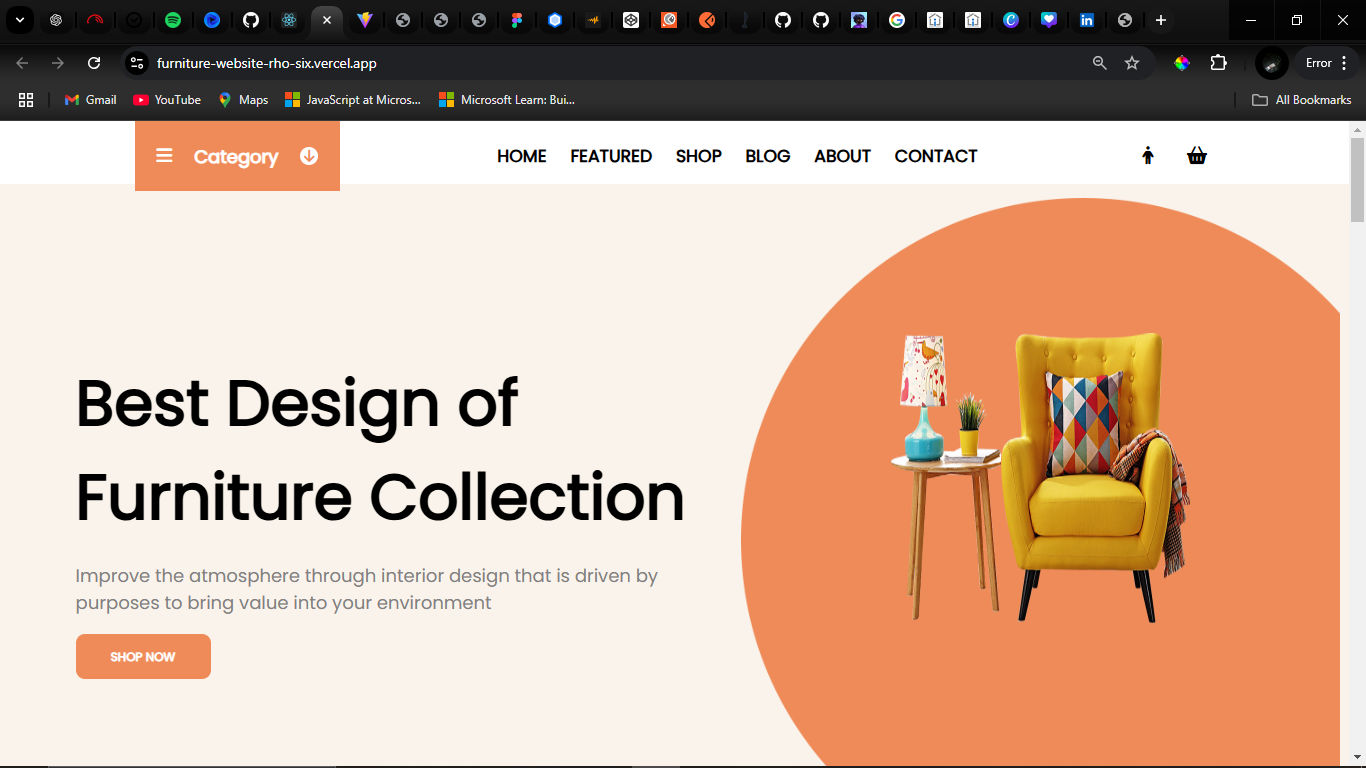 furniture-website-rho-six.vercel.app
Error
Gmail
YouTube
Maps
JavaScript at Micros...
Microsoft Learn: Bui...
All Bookmarks
Category
HOME
FEATURED
SHOP
BLOG
ABOUT
CONTACT
Best Design of
Furniture Collection
Improve the atmosphere through interior design that is driven by
purposes to bring value into your environment
SHOP NOW